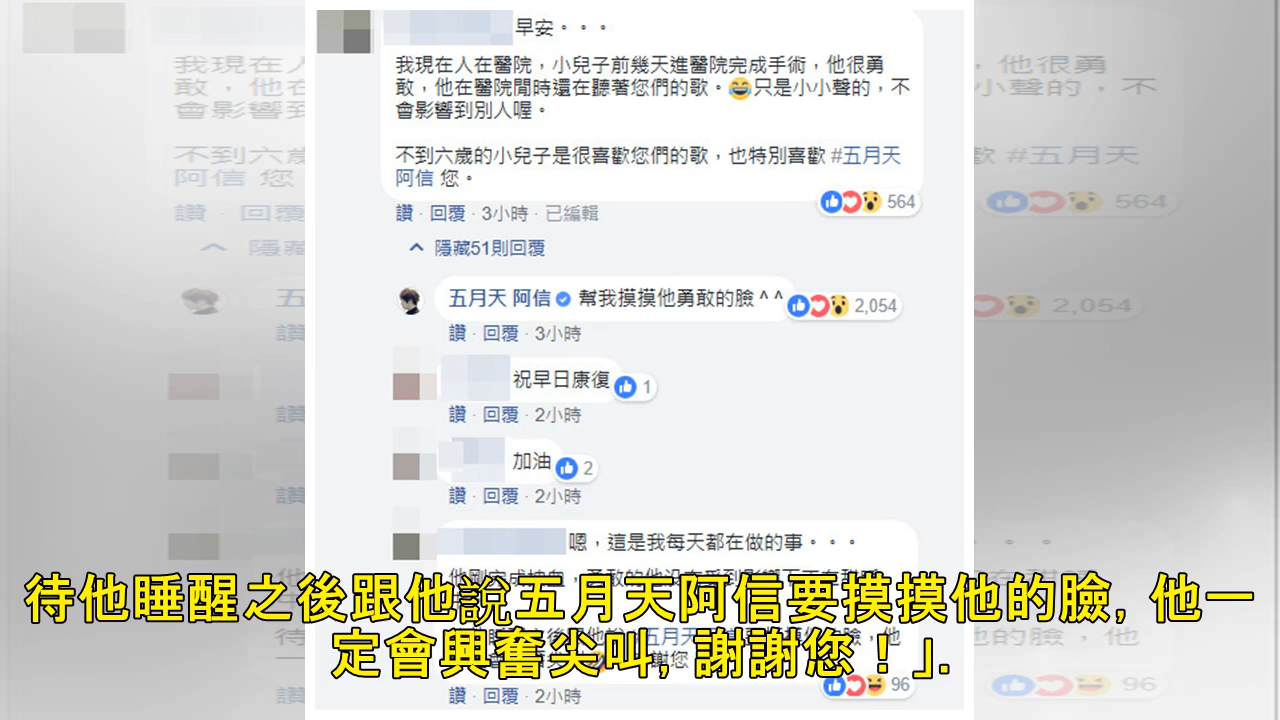 早安。。。
我現在人在醫院，小兒子前幾天進醫院完成手術，他很勇
敢，他在醫院閒時還在聽著您們的歌。😂只是小小聲的，不
會影響到別人喔。
不到六歲的小兒子是很喜歡您們的歌，也特別喜歡 #五月天
阿信 您。
564
讚 · 回覆 · 3小時 · 已編輯
隱藏51則回覆
五月天 阿信 幫我摸摸他勇敢的臉 ^ ^
2,054
讚 · 回覆 · 3小時
祝早日康復
1
讚 · 回覆 · 2小時
加油
2
讚 · 回覆 · 2小時
嗯，這是我每天都在做的事。。。
待他睡醒之後跟他說五月天阿信要摸摸他的臉, 他一
定會興奮尖叫, 謝謝您！」.
96
讚 · 回覆 · 2小時